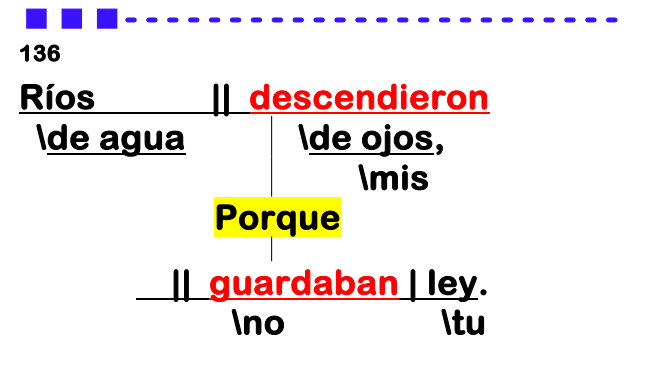 136
Ríos || descendieron
\de agua \de ojos,
\mis
Porque
|| guardaban | ley.
\no \tu